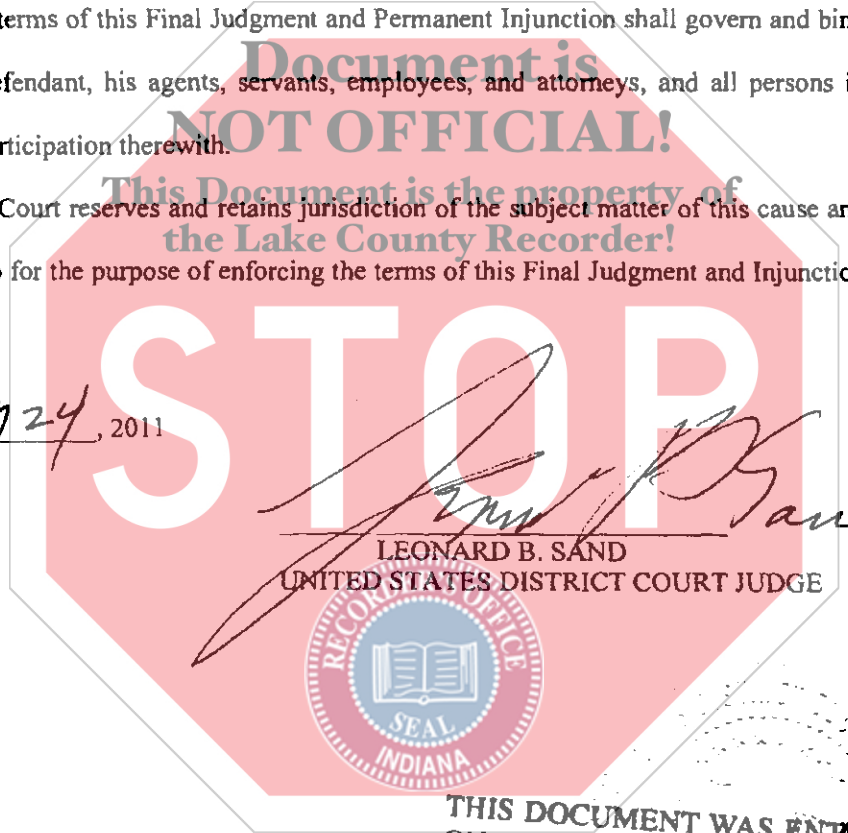 terms of this Final Judgment and Permanent Injunction shall govern and bin
Document is
efendant, his agents, servants, employees, and attorneys, and all persons i
NOT OFFICIAL!
rticipation therewith.
This Document is the property of
Court reserves and retains jurisdiction of the subject matter of this cause an
the Lake County Recorder!
for the purpose of enforcing the terms of this Final Judgment and Injunctio
STOP
24, 2011
LEONARD B. SAND
UNITED STATES DISTRICT COURT JUDGE
RECORDER'S OFFICE
SEAL
INDIANA
THIS DOCUMENT WAS ENT